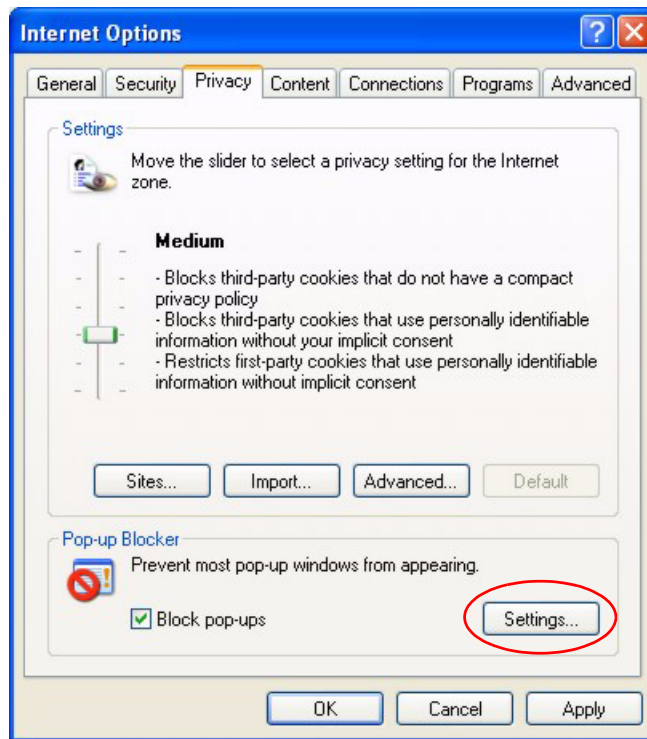 Internet Options
General Security Privacy Content Connections Programs Advanced
Settings
Move the slider to select a privacy setting for the Internet
zone.
Medium
- Blocks third-party cookies that do not have a compact
privacy policy
- Blocks third-party cookies that use personally identifiable
information without your implicit consent
- Restricts first-party cookies that use personally identifiable
information without implicit consent
Sites... Import... Advanced... Default
Pop-up Blocker
Prevent most pop-up windows from appearing.
Block pop-ups Settings...
OK Cancel Apply